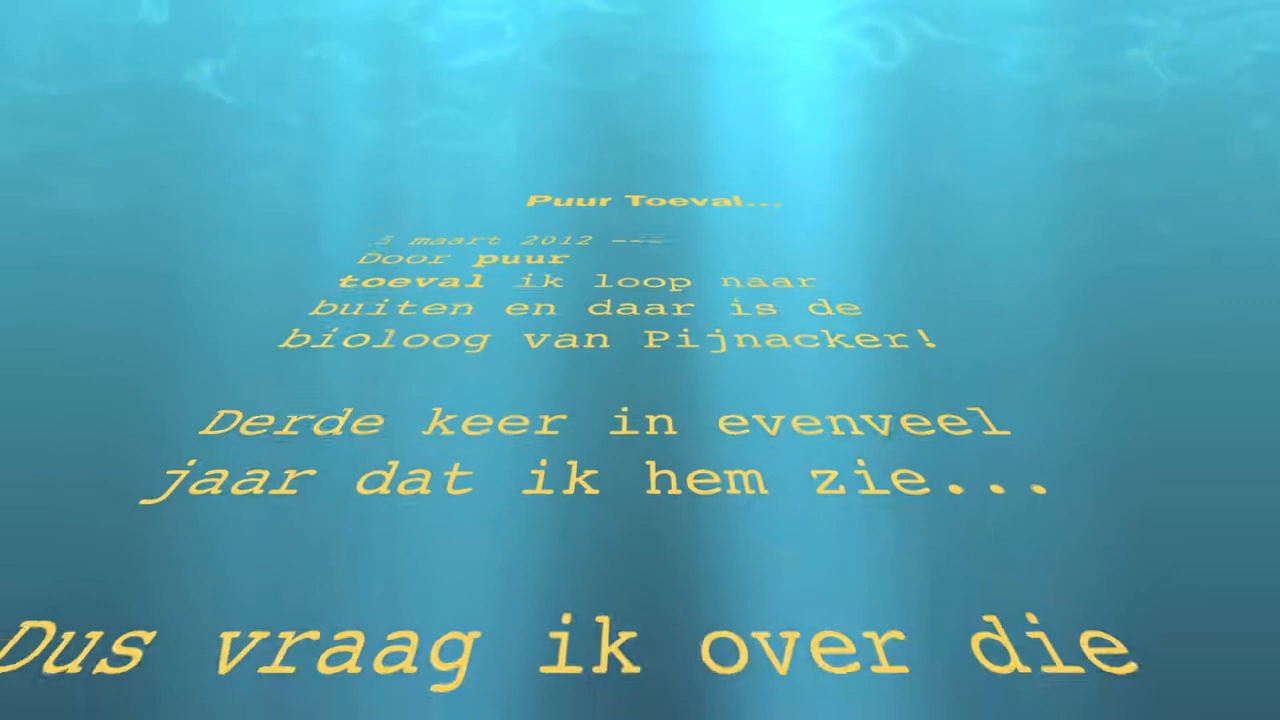 Puur Toeval...
5 maart 2012 ---
Door puur
toeval ik loop naar
buiten en daar is de
bioloog van Pijnacker!
Derde keer in evenveel
jaar dat ik hem zie...
Dus vraag ik over die